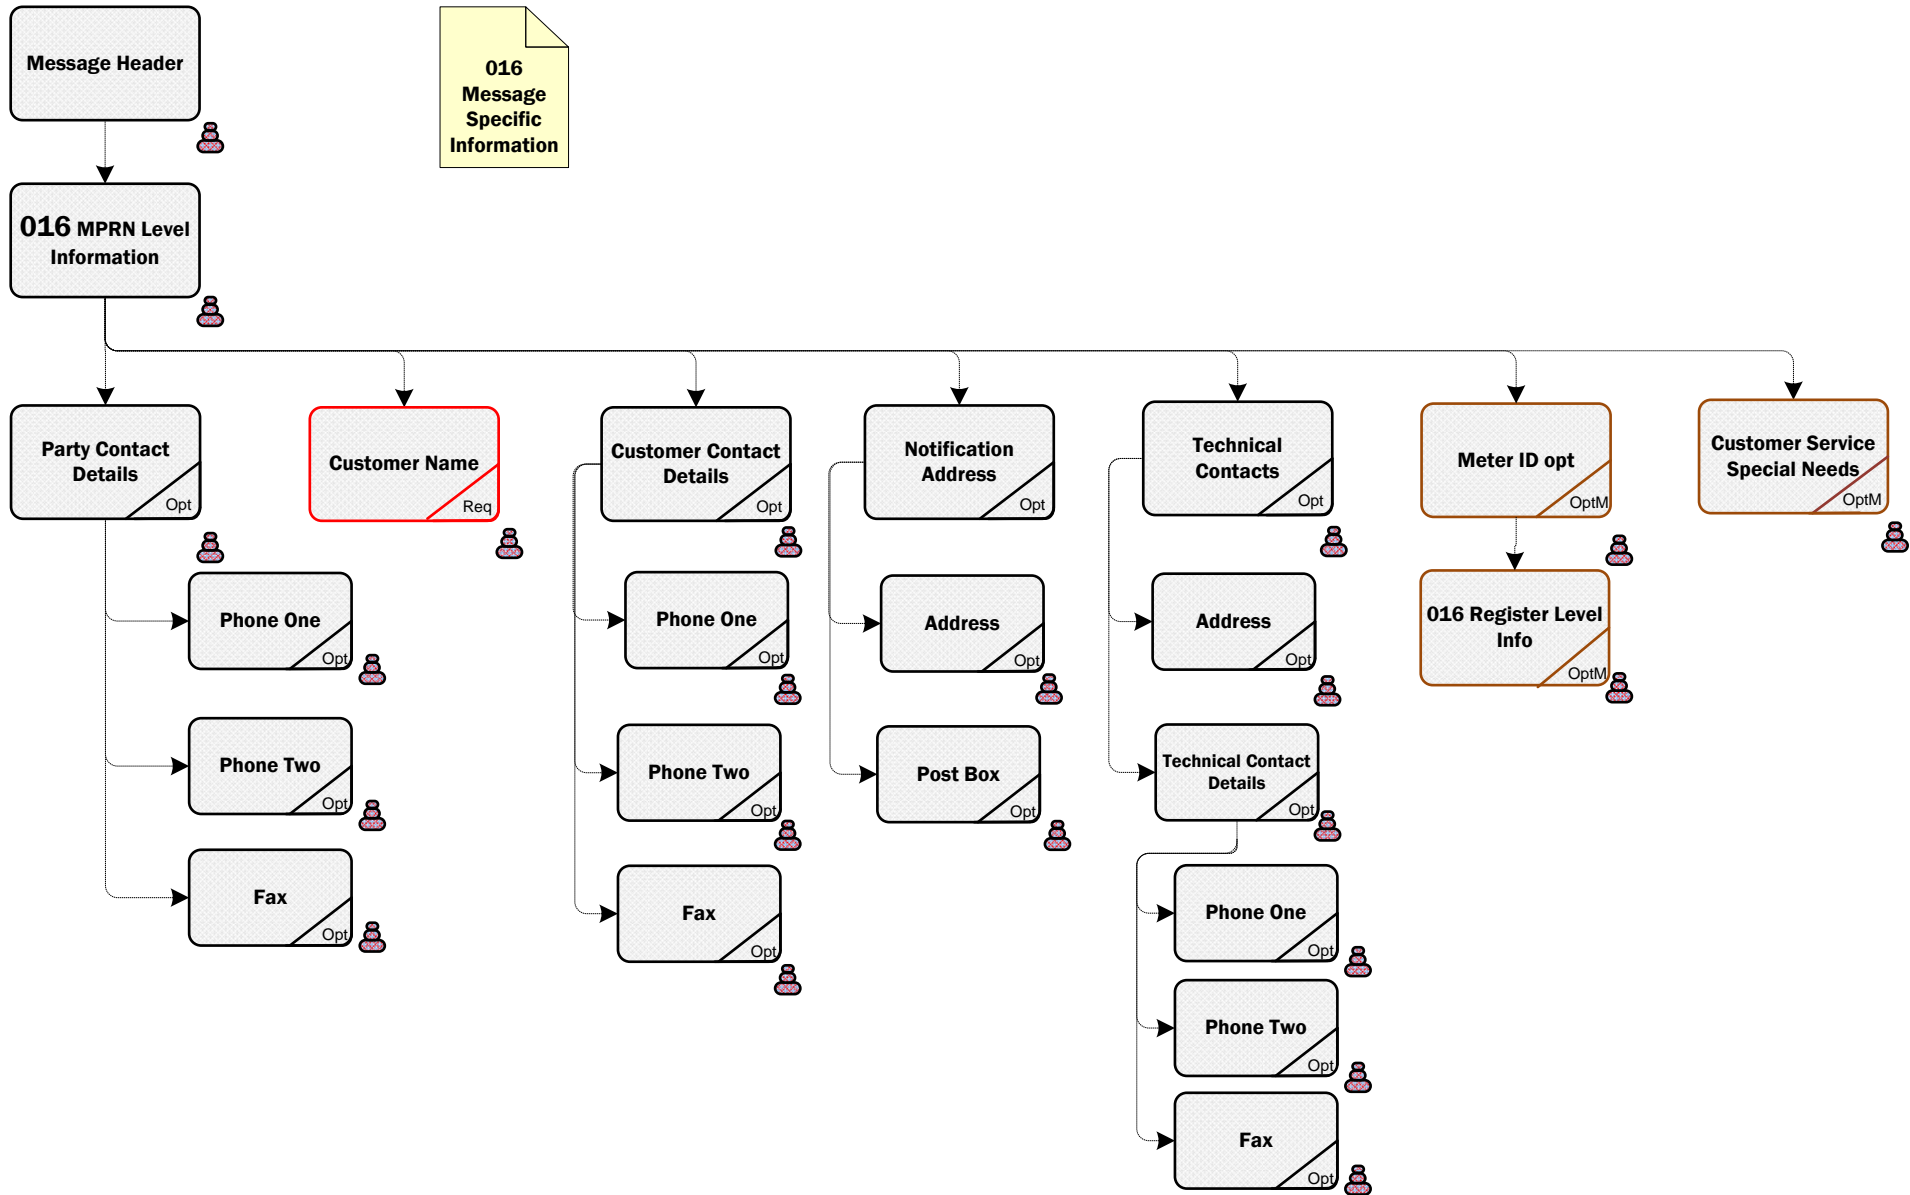 Message Header
016
Message
Specific
Information
016 MPRN Level
Information
Party Contact
Details
Opt
Customer Name
Req
Customer Contact
Details
Opt
Notification
Address
Opt
Technical
Contacts
Opt
Meter ID opt
OptM
Customer Service
Special Needs
OptM
Phone One
Opt
Phone One
Opt
Address
Opt
Address
Opt
016 Register Level
Info
OptM
Phone Two
Opt
Phone Two
Opt
Post Box
Opt
Technical Contact
Details
Opt
Fax
Opt
Fax
Opt
Phone One
Opt
Phone Two
Opt
Fax
Opt